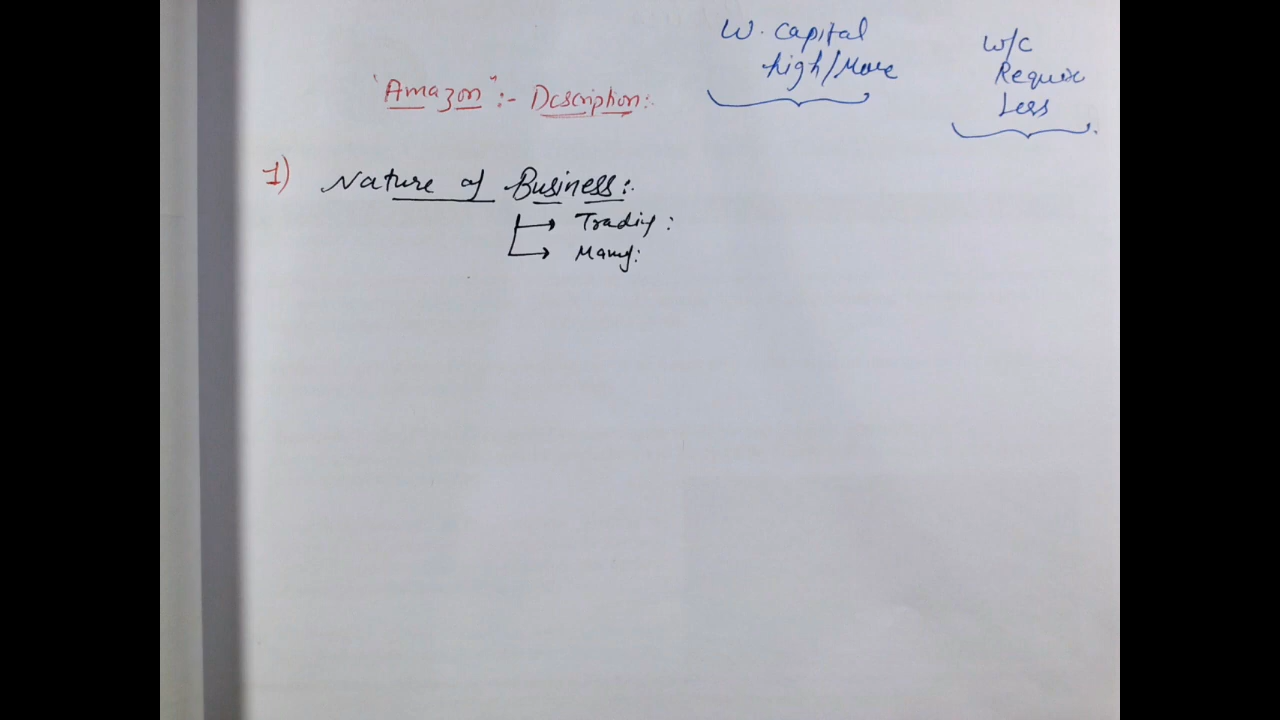 W. Capital
high/More
W/C
Require
Less
"Amazon":- Description:-
1) Nature of Business:-
Trading:
Manuf: